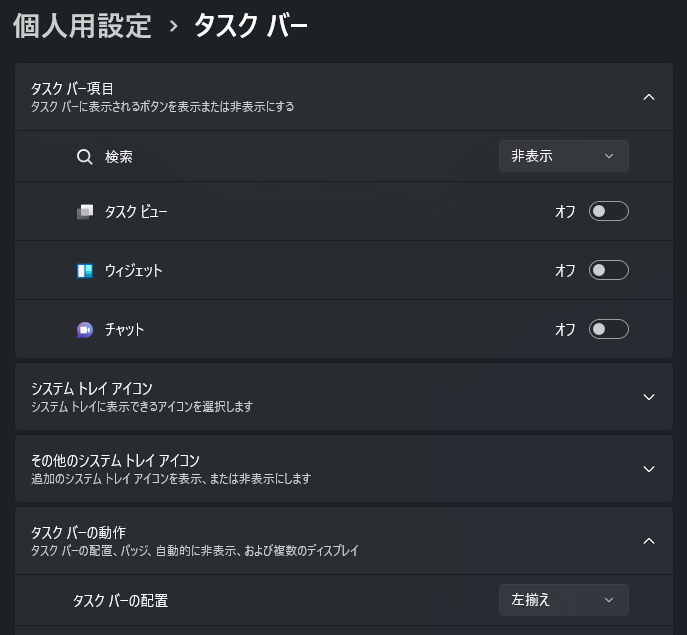 個人用設定 › タスク バー
タスク バー項目
タスク バーに表示されるボタンを表示または非表示にする
検索
非表示
タスク ビュー
オフ
ウィジェット
オフ
チャット
オフ
システム トレイ アイコン
システム トレイに表示できるアイコンを選択します
その他のシステム トレイ アイコン
追加のシステム トレイ アイコンを表示、または非表示にします
タスク バーの動作
タスク バーの配置、バッジ、自動的に非表示、および複数のディスプレイ
タスク バーの配置
左揃え